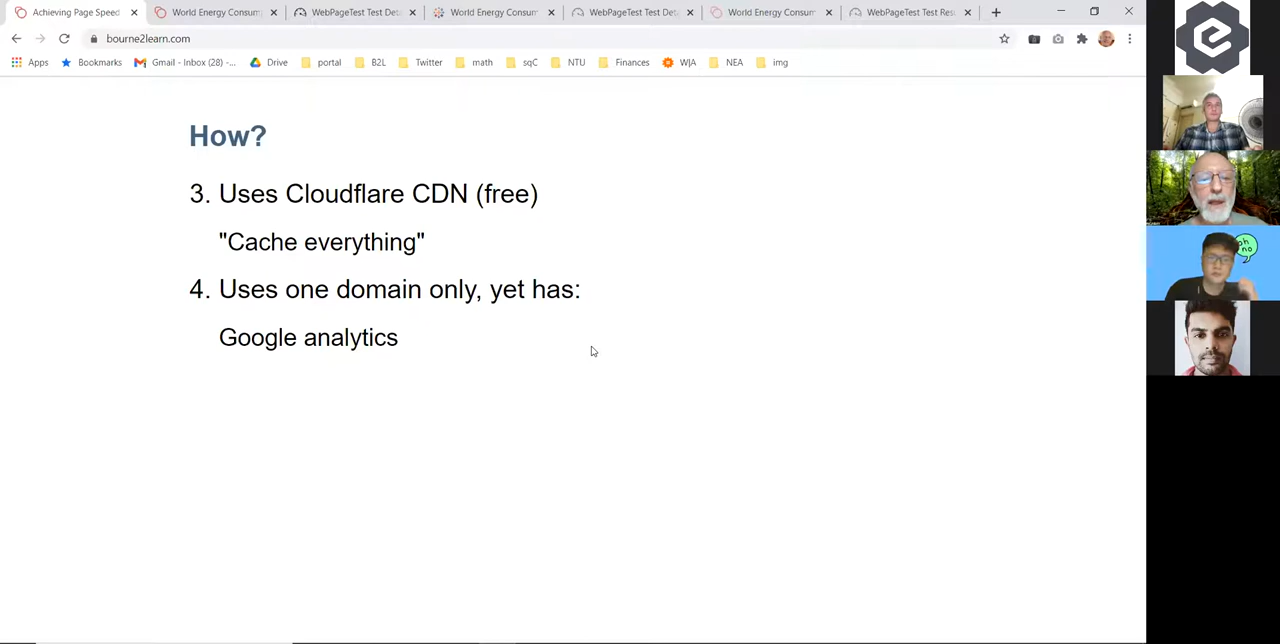 Achieving Page Speed
World Energy Consum
WebPageTest Test Det
World Energy Consum
WebPageTest Test Det
World Energy Consum
WebPageTest Test Res
bourne2learn.com
Apps
Bookmarks
Gmail - Inbox (28) -...
Drive
portal
B2L
Twitter
math
sqC
NTU
Finances
WJA
NEA
img
How?
3. Uses Cloudflare CDN (free)
"Cache everything"
4. Uses one domain only, yet has:
Google analytics
oh
no